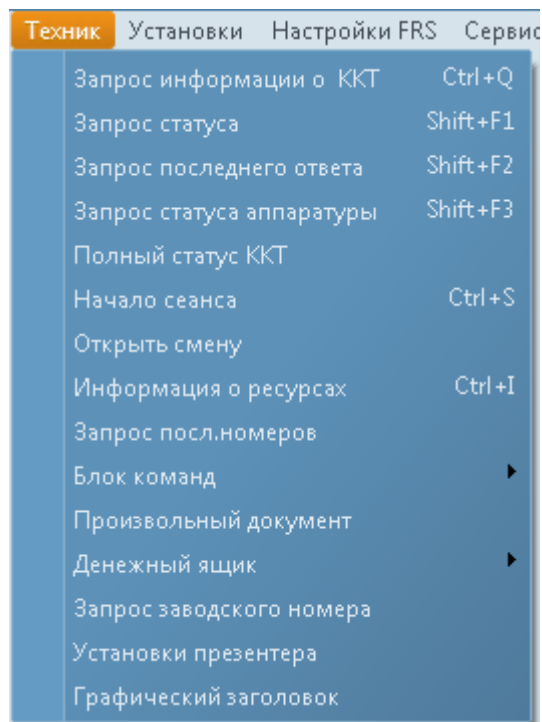 Техник Установки Настройки FRS Сервис
Запрос информации о ККТ Ctrl+Q
Запрос статуса Shift+F1
Запрос последнего ответа Shift+F2
Запрос статуса аппаратуры Shift+F3
Полный статус ККТ
Начало сеанса Ctrl+S
Открыть смену
Информация о ресурсах Ctrl+I
Запрос посл.номеров
Блок команд
Произвольный документ
Денежный ящик
Запрос заводского номера
Установки презентера
Графический заголовок